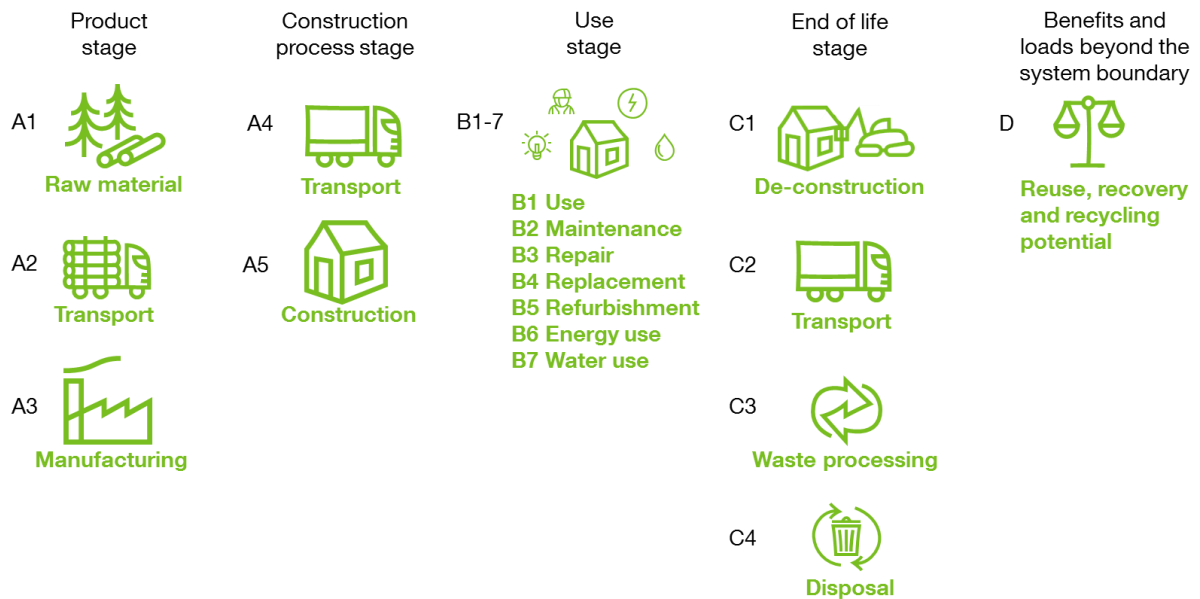 Product
stage
A1
Raw material
A2
Transport
A3
Manufacturing
Construction
process stage
A4
Transport
A5
Construction
Use
stage
B1-7
B1 Use
B2 Maintenance
B3 Repair
B4 Replacement
B5 Refurbishment
B6 Energy use
B7 Water use
End of life
stage
C1
De-construction
C2
Transport
C3
Waste processing
C4
Disposal
Benefits and
loads beyond the
system boundary
D
Reuse, recovery
and recycling
potential